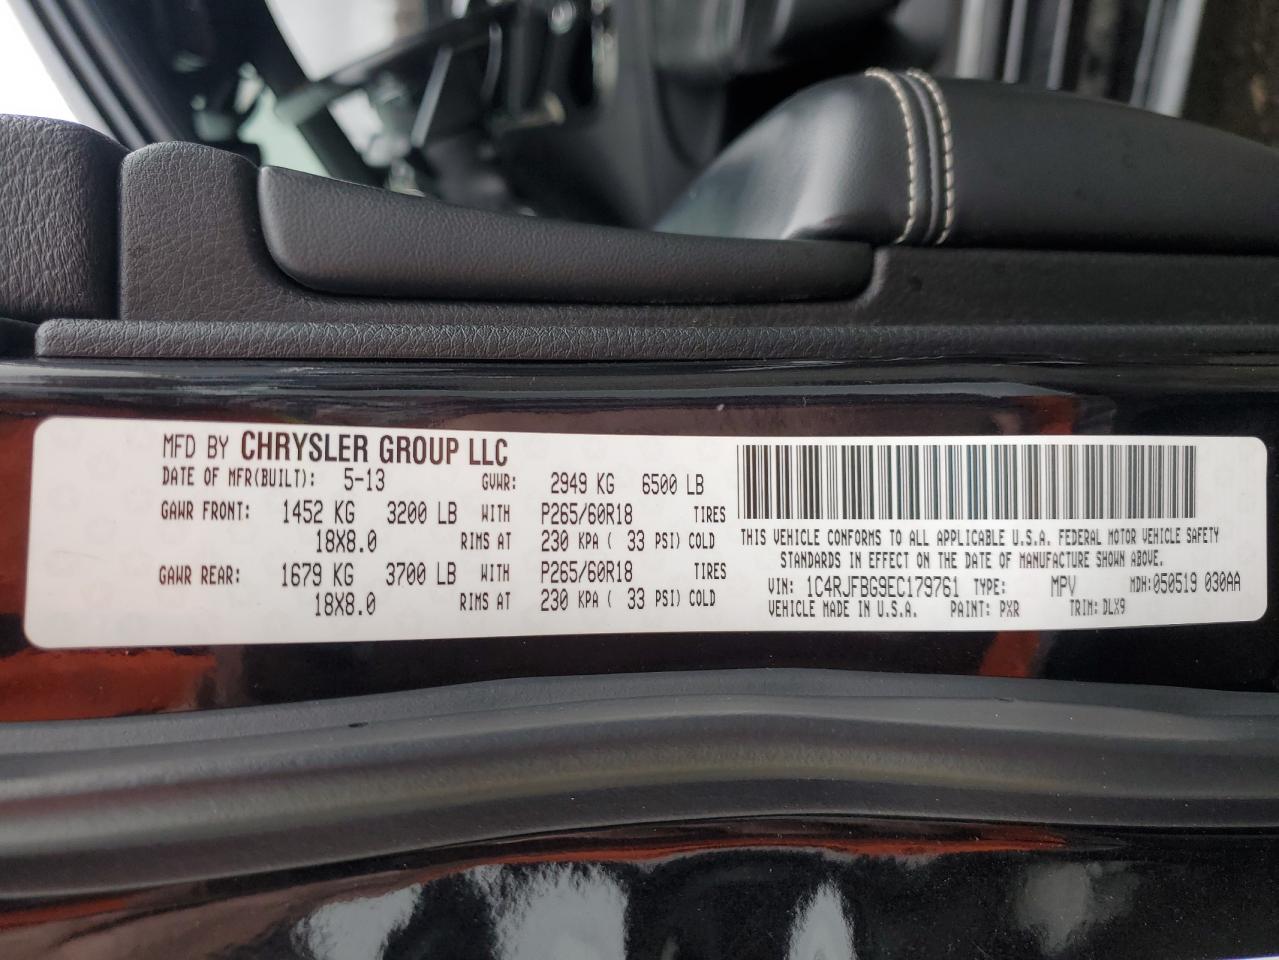 MFD BY CHRYSLER GROUP LLC
DATE OF MFR(BUILT): 5-13 GVWR: 2949 KG 6500 LB
GAWR FRONT: 1452 KG 3200 LB WITH P265/60R18 TIRES
18X8.0 RIMS AT 230 KPA ( 33 PSI) COLD
GAWR REAR: 1679 KG 3700 LB WITH P265/60R18 TIRES
18X8.0 RIMS AT 230 KPA ( 33 PSI) COLD
THIS VEHICLE CONFORMS TO ALL APPLICABLE U.S.A. FEDERAL MOTOR VEHICLE SAFETY
STANDARDS IN EFFECT ON THE DATE OF MANUFACTURE SHOWN ABOVE.
VIN: 1C4RJFBG9EC179761 TYPE: MPV MDH:050519 030AA
VEHICLE MADE IN U.S.A. PAINT: PXR TRIM: DLX9